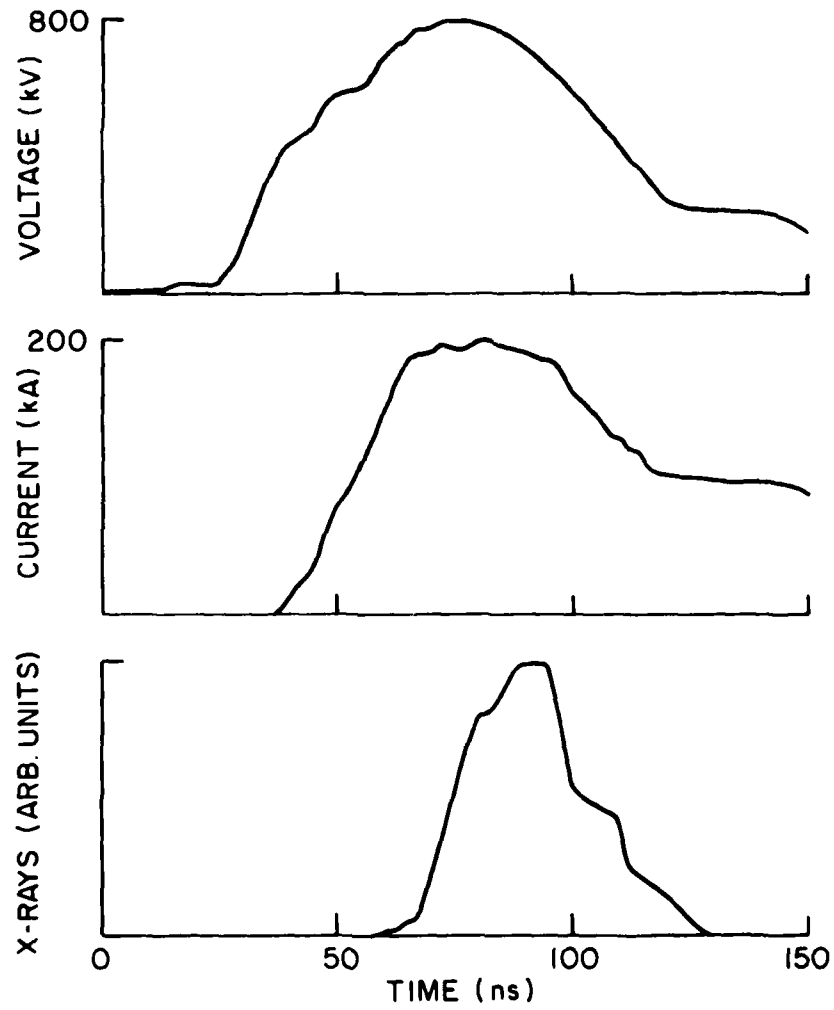 800
VOLTAGE (kV)
200
CURRENT (kA)
X-RAYS (ARB. UNITS)
0 50 100 150
TIME (ns)